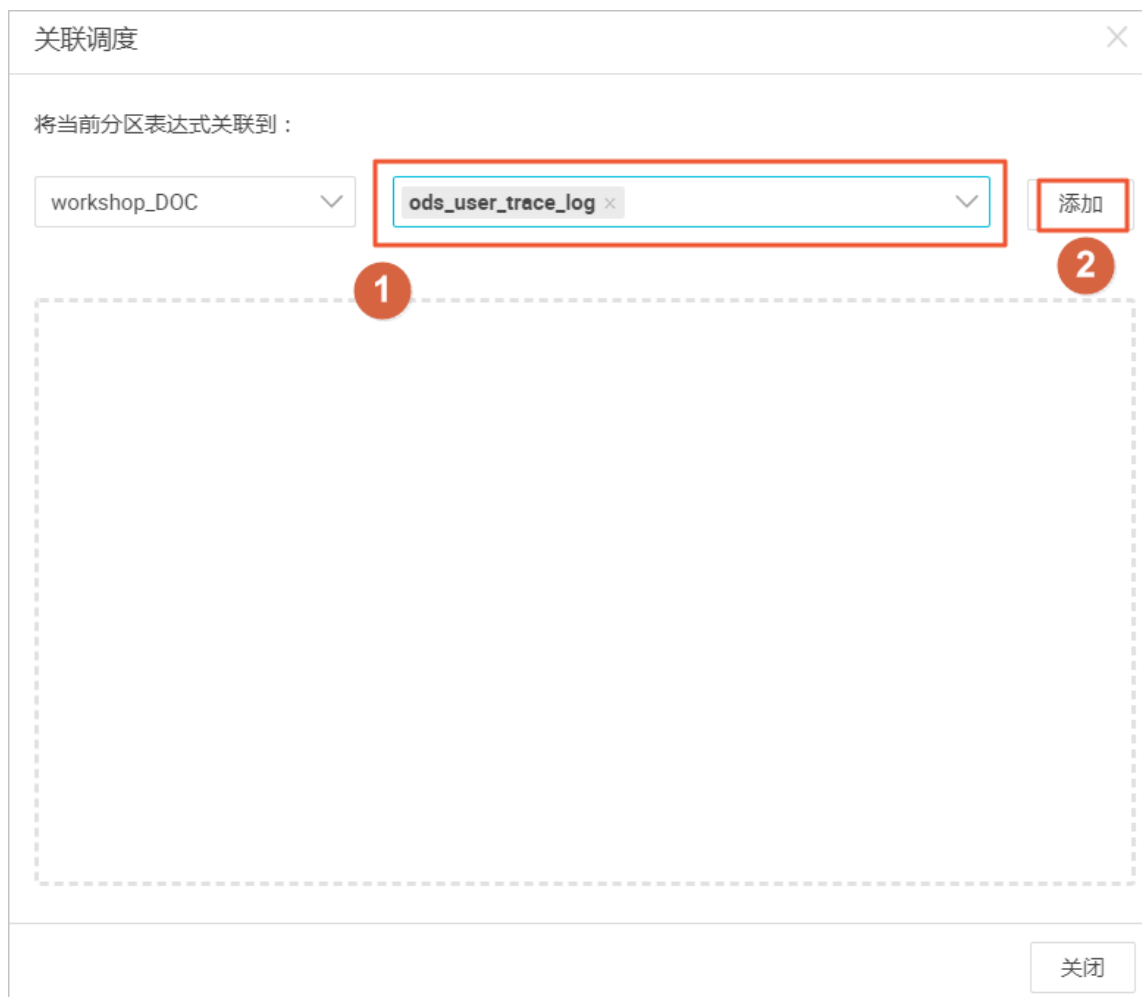 关联调度
将当前分区表达式关联到：
workshop_DOC ods_user_trace_log × 添加
1 2
关闭